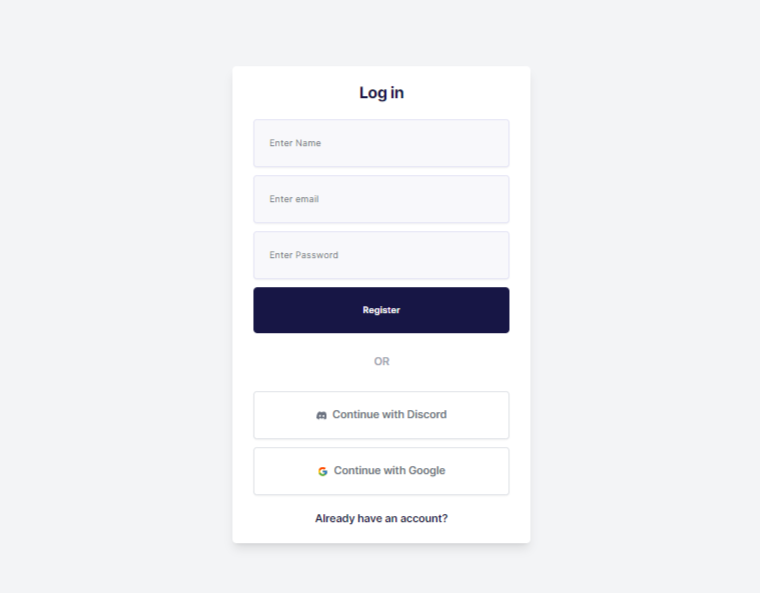 Log in
Enter Name
Enter email
Enter Password
Register
OR
Continue with Discord
Continue with Google
Already have an account?